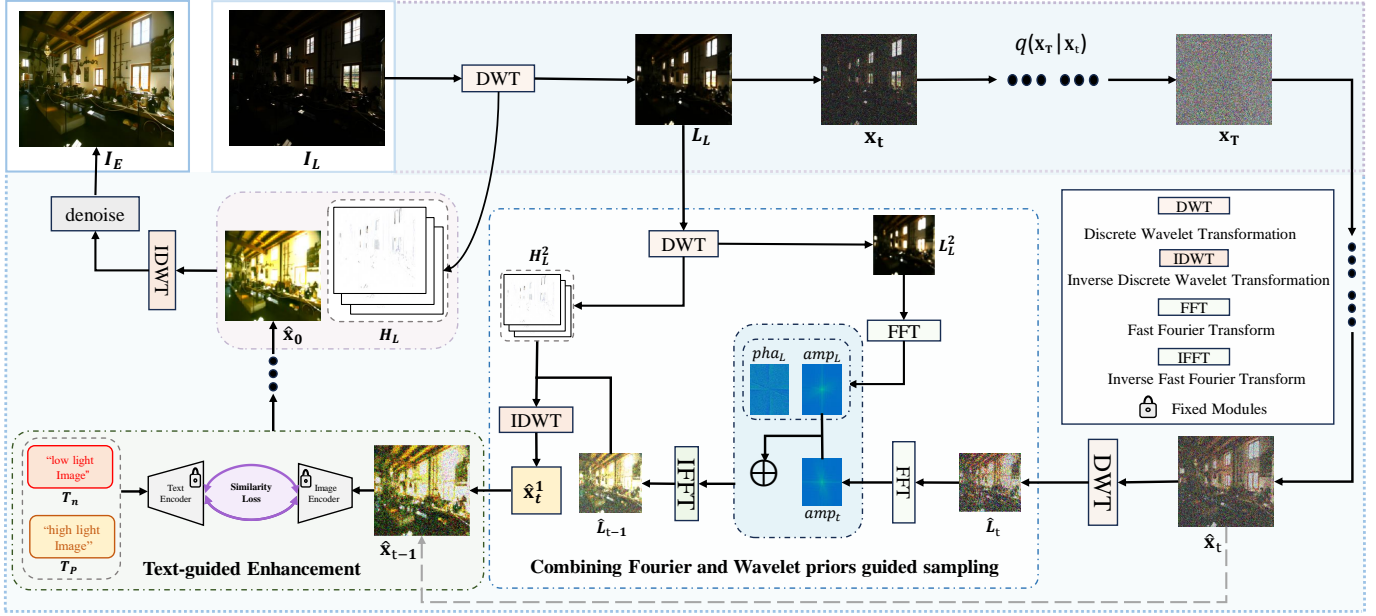 I_E
I_L
DWT
L_L
x_t
q(x_T|x_t)
x_T
denoise
IDWT
x̂_0
H_L
DWT
L_L^2
H_L^2
FFT
pha_L
amp_L
IDWT
x̂_t^1
L̂_{t-1}
IFFT
amp_t
FFT
L̂_t
DWT
x̂_t
DWT
Discrete Wavelet Transformation
IDWT
Inverse Discrete Wavelet Transformation
FFT
Fast Fourier Transform
IFFT
Inverse Fast Fourier Transform
Fixed Modules
“low light
Image”
T_n
“high light
Image”
T_P
Text
Encoder
Similarity
Loss
Image
Encoder
x̂_{t-1}
Text-guided Enhancement
Combining Fourier and Wavelet priors guided sampling